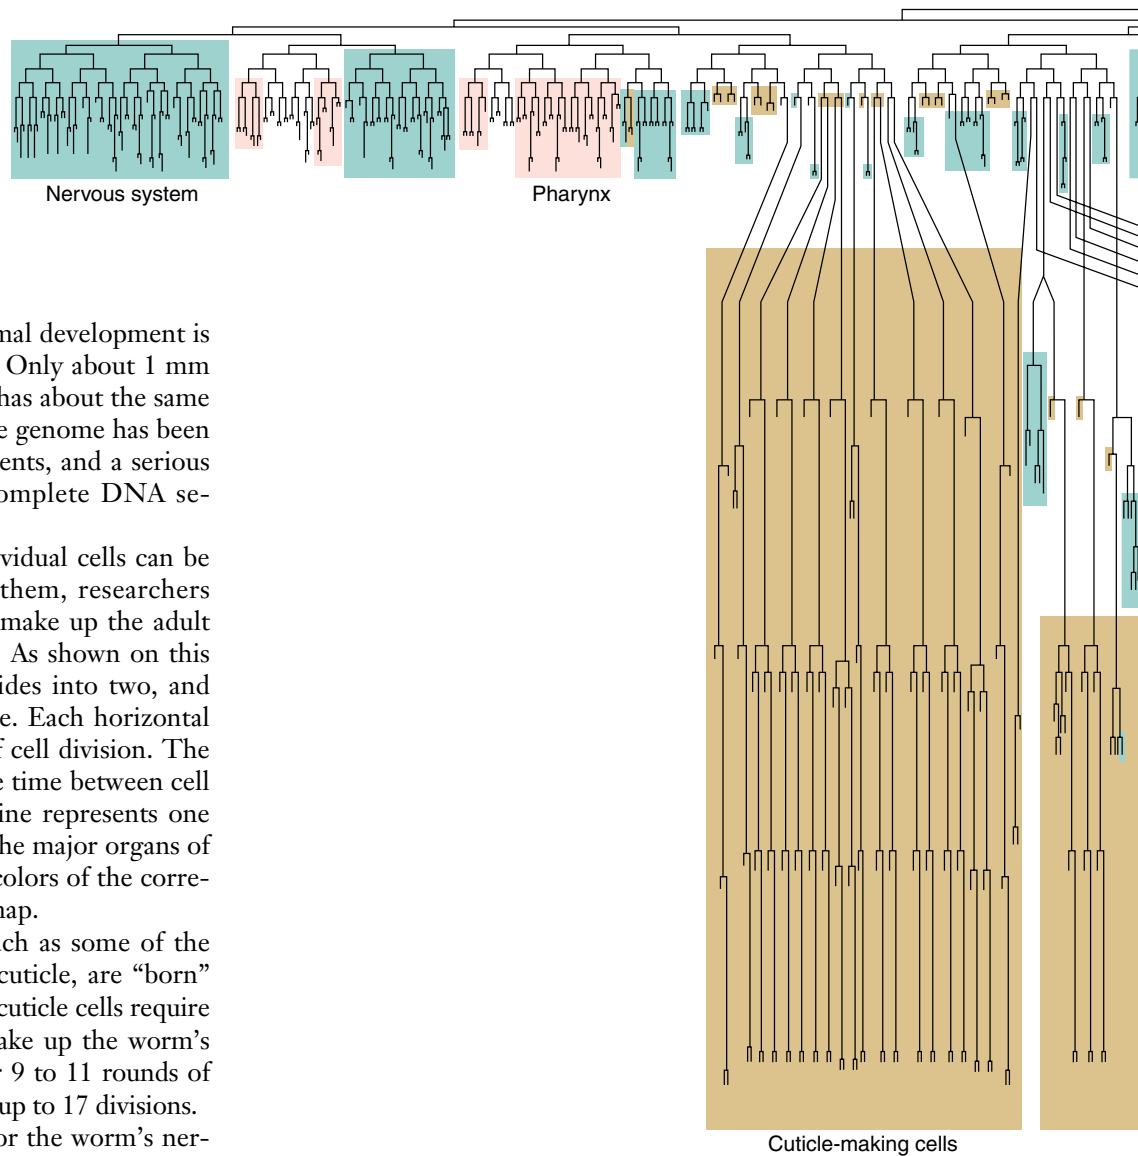 Nervous system
Pharynx
mal development is
Only about 1 mm
has about the same
e genome has been
ents, and a serious
omplete DNA se-
vidual cells can be
them, researchers
make up the adult
As shown on this
ides into two, and
e. Each horizontal
f cell division. The
e time between cell
ine represents one
he major organs of
colors of the corre-
nap.
uch as some of the
cuticle, are “born”
cuticle cells require
ake up the worm’s
r 9 to 11 rounds of
up to 17 divisions.
or the worm’s ner-
Cuticle-making cells